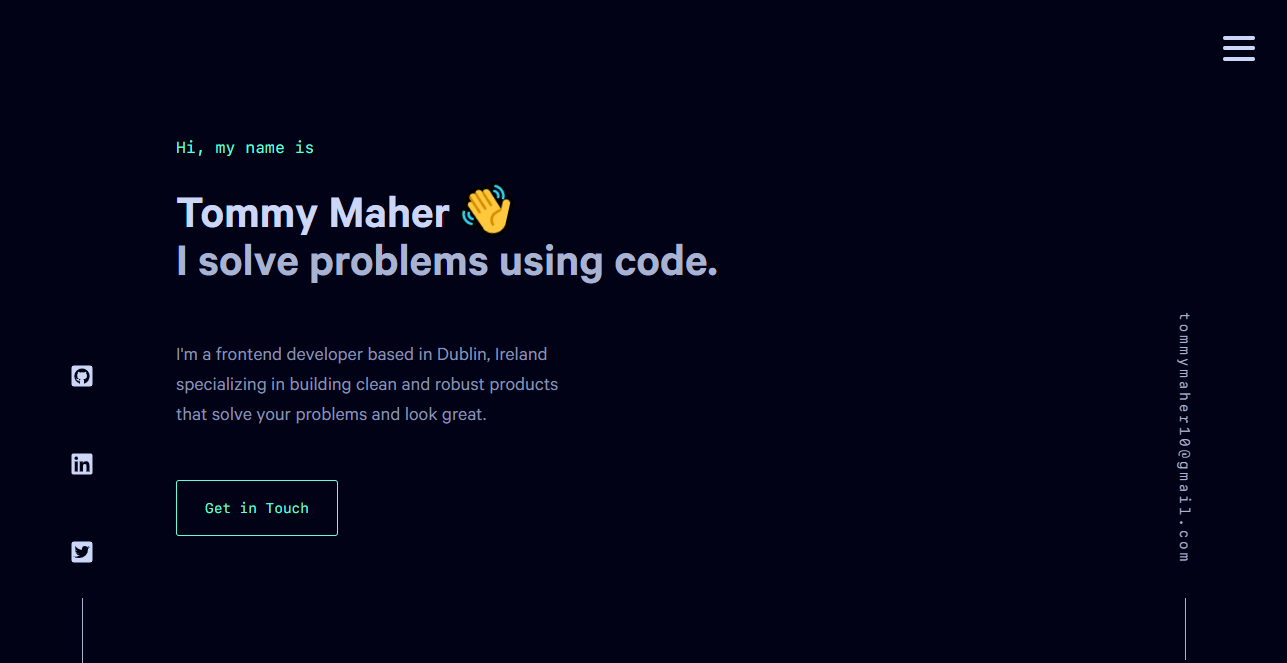 Hi, my name is
Tommy Maher 👋
I solve problems using code.
I'm a frontend developer based in Dublin, Ireland
specializing in building clean and robust products
that solve your problems and look great.
Get in Touch
tommymaher10@gmail.com